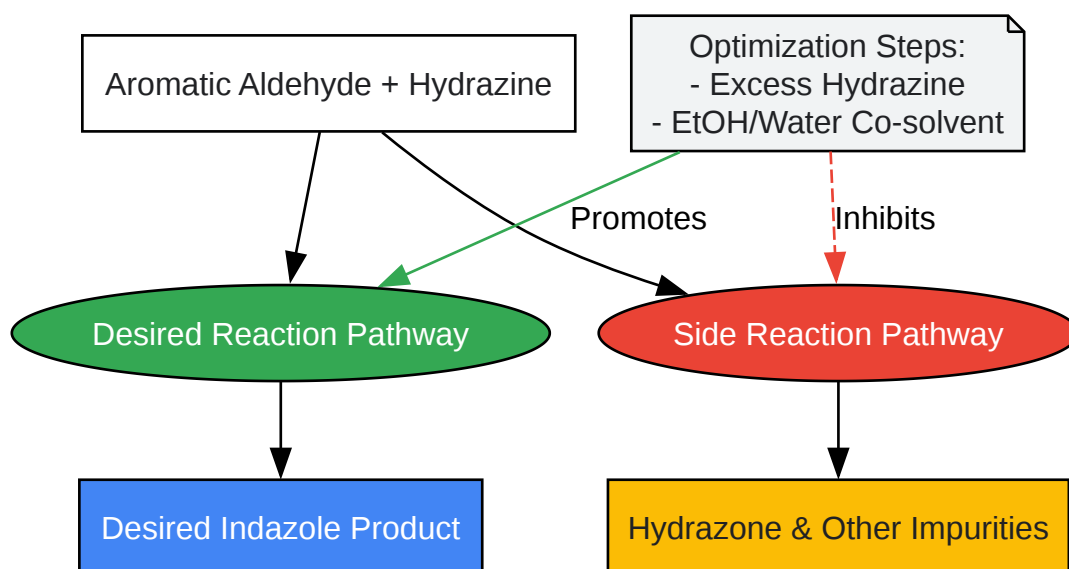 Aromatic Aldehyde + Hydrazine
Optimization Steps:
- Excess Hydrazine
- EtOH/Water Co-solvent
Promotes
Inhibits
Desired Reaction Pathway
Side Reaction Pathway
Desired Indazole Product
Hydrazone & Other Impurities